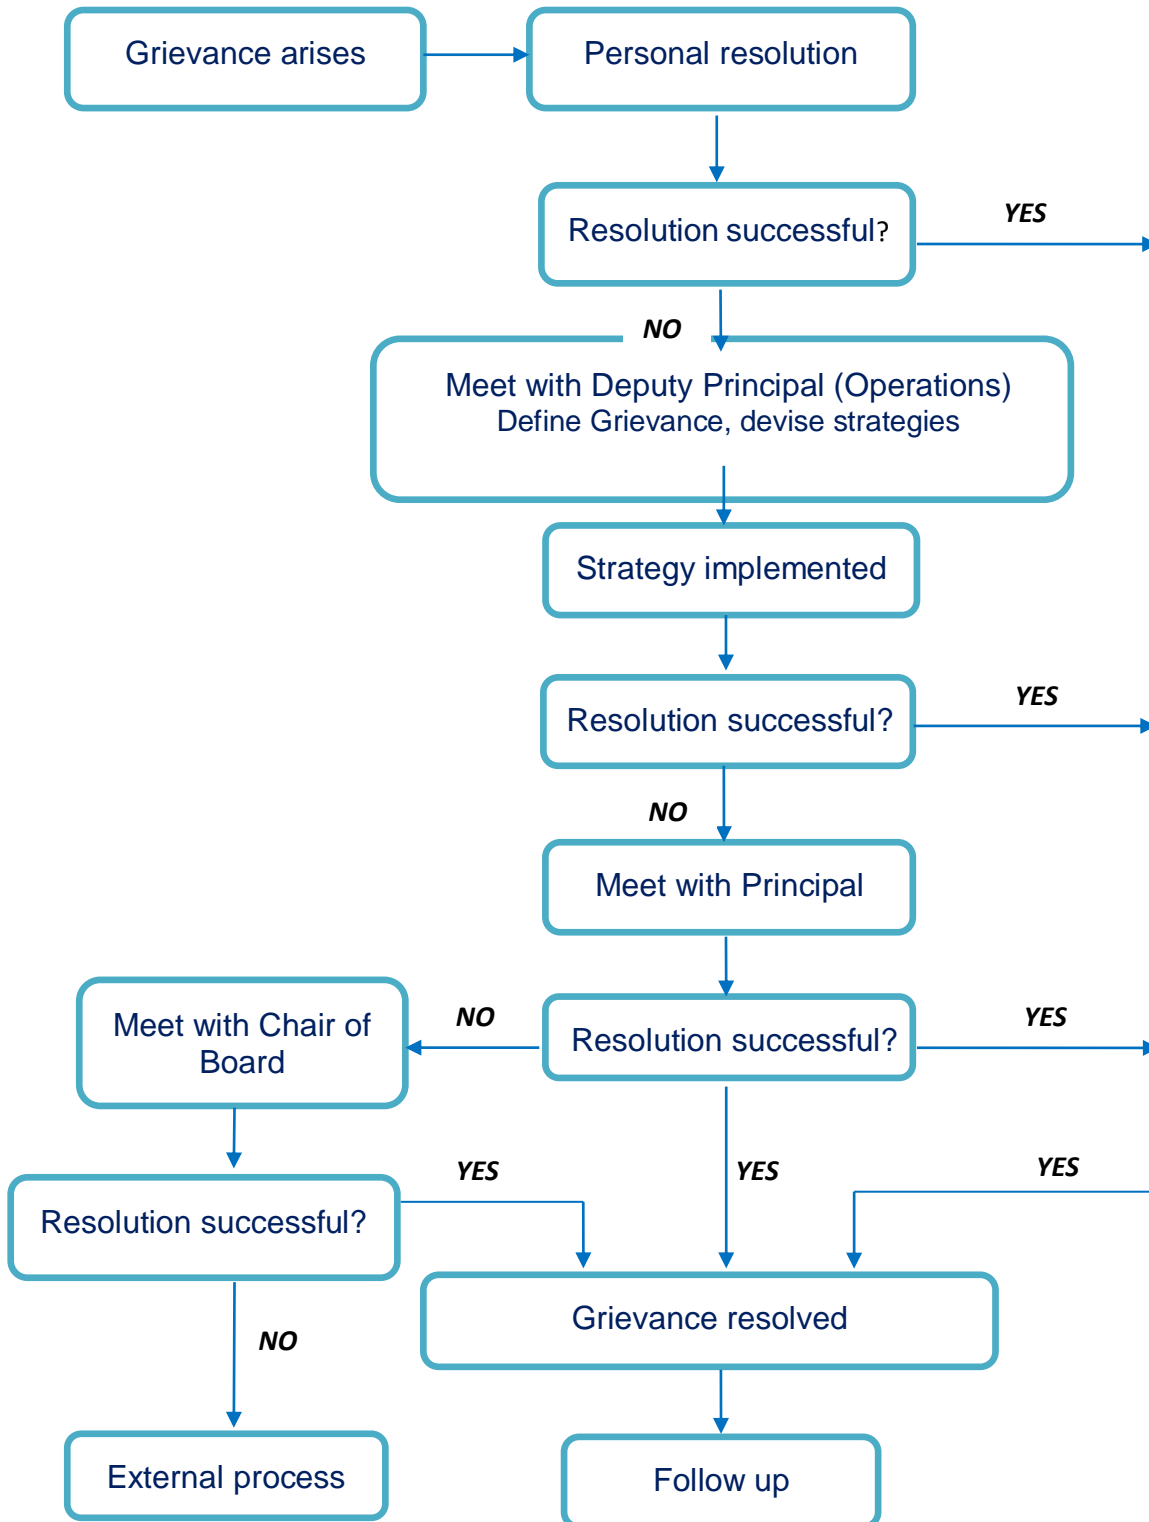 Grievance arises
Personal resolution
Resolution successful?
YES
NO
Meet with Deputy Principal (Operations)
Define Grievance, devise strategies
Strategy implemented
Resolution successful?
YES
NO
Meet with Principal
Meet with Chair of
Board
NO
Resolution successful?
YES
Resolution successful?
YES
YES
YES
Grievance resolved
NO
External process
Follow up